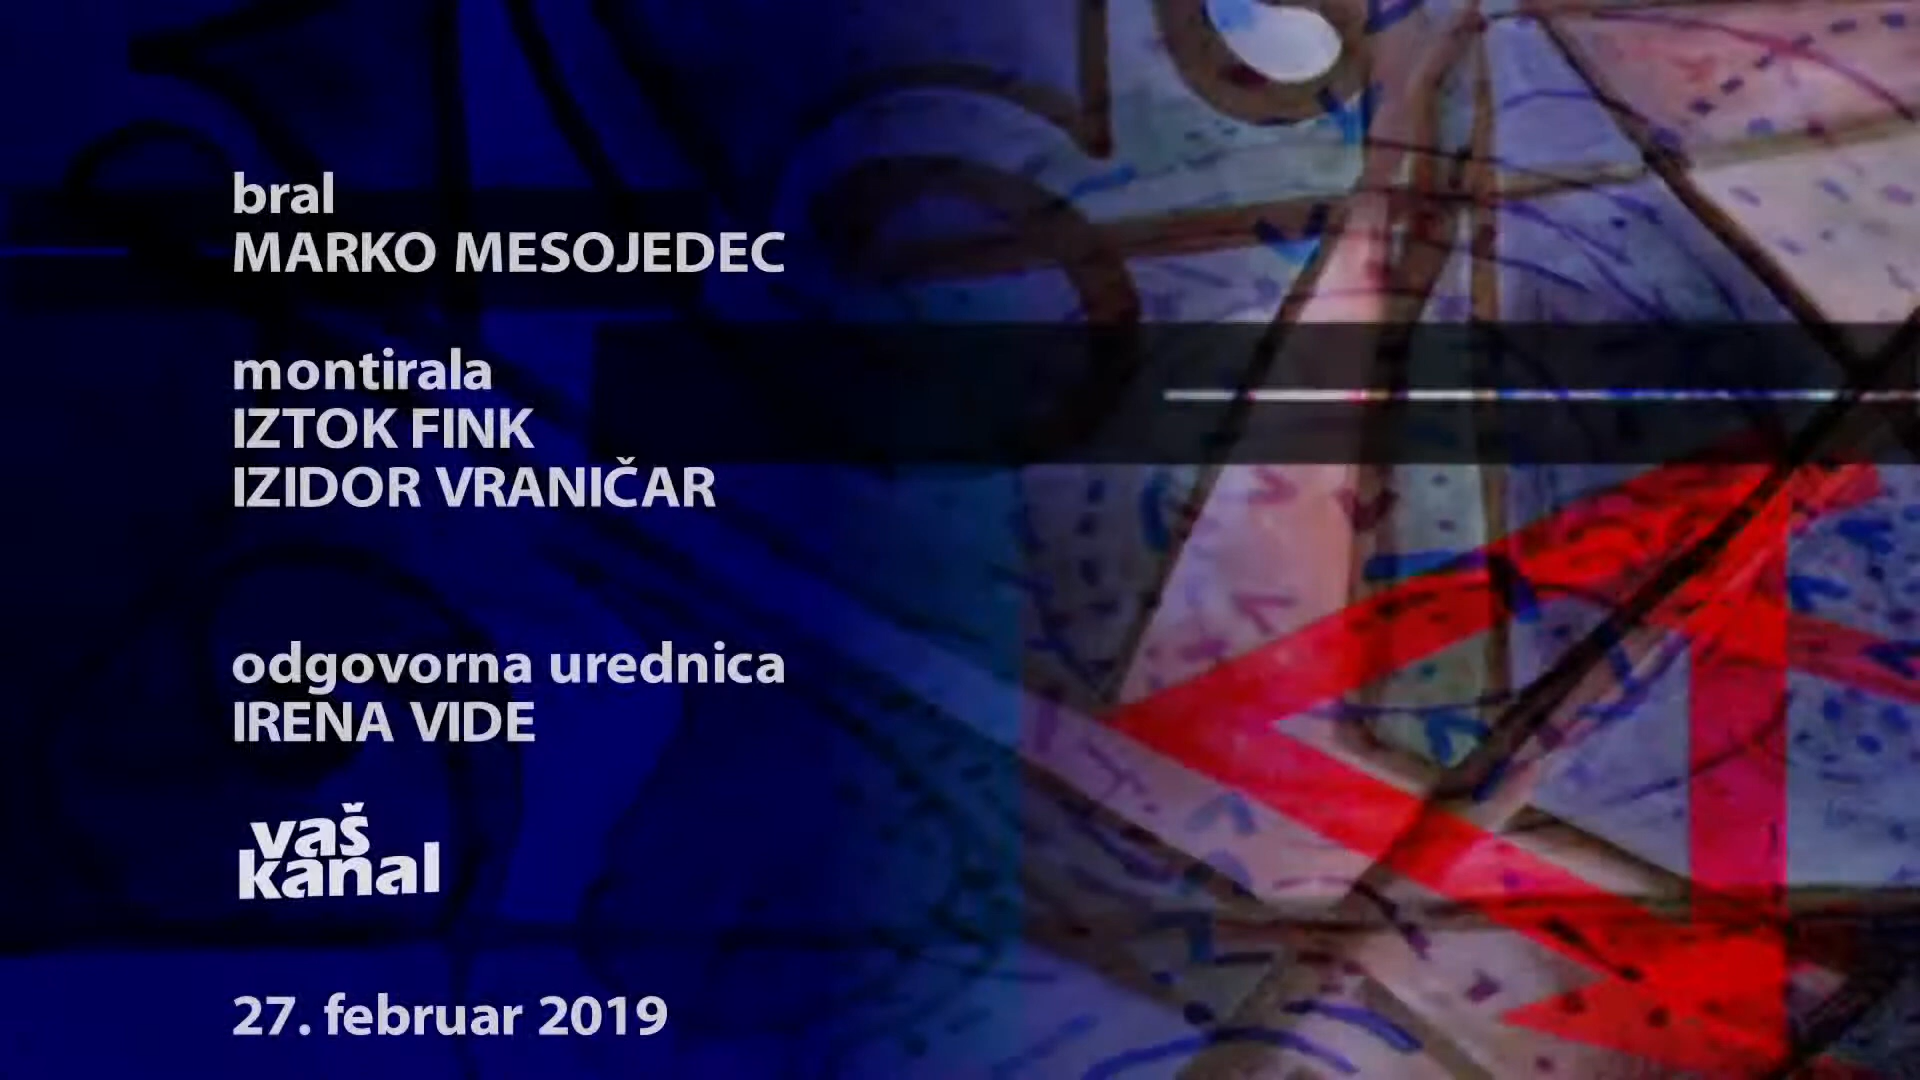 bral
MARKO MESOJEDEC
montirala
IZTOK FINK
IZIDOR VRANIČAR
odgovorna urednica
IRENA VIDE
vaš
kanal
27. februar 2019